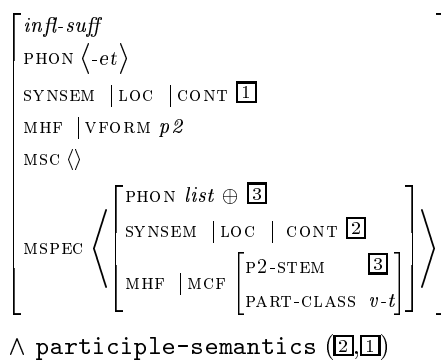 infl-suff
PHON ⟨-et⟩
SYNSEM |LOC |CONT [1]
MHF |VFORM p2
MSC ⟨⟩
PHON list ⊕ [3]
SYNSEM |LOC | CONT [2]
MSPEC ⟨ ⟩
P2-STEM [3]
MHF |MCF
PART-CLASS v-t
∧ participle-semantics ([2],[1])